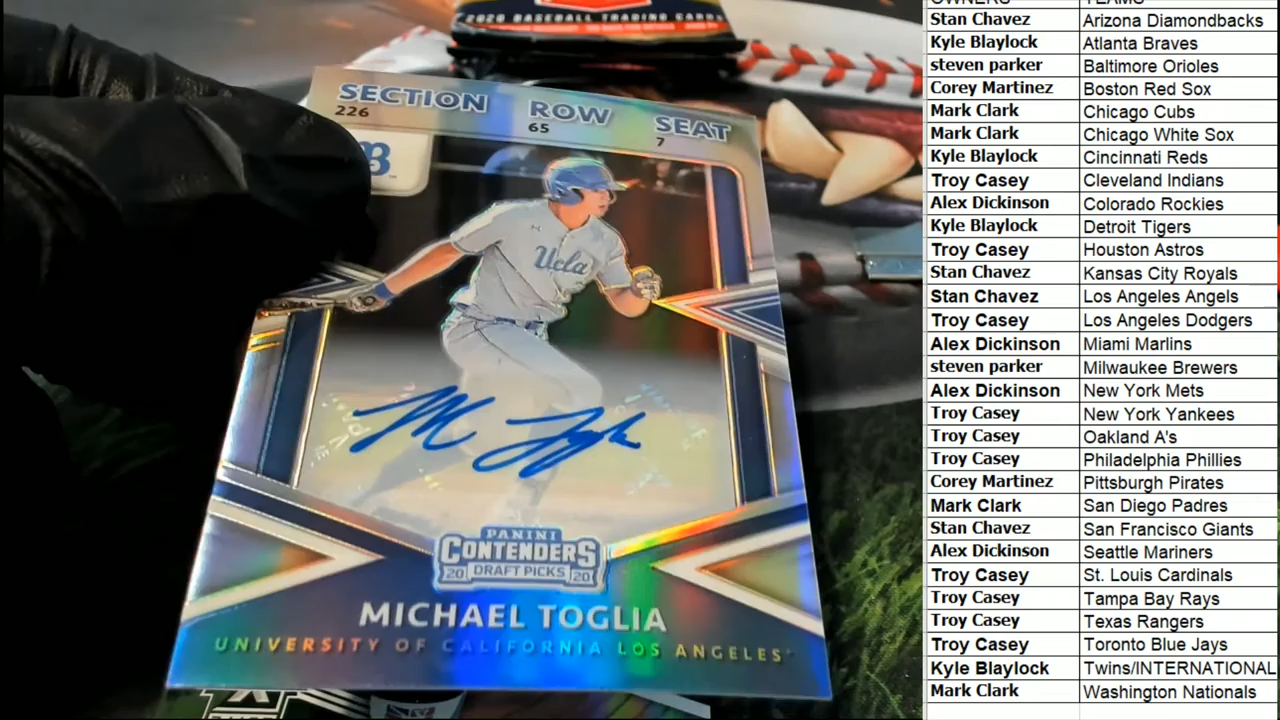 2020 BASEBALL TRADING CARDS
SECTION ROW SEAT
226 65 7
B
Ucla
PANINI
CONTENDERS
20 DRAFT PICKS 20
MICHAEL TOGLIA
UNIVERSITY OF CALIFORNIA LOS ANGELES
OWNERS TEAMS
Stan Chavez Arizona Diamondbacks
Kyle Blaylock Atlanta Braves
steven parker Baltimore Orioles
Corey Martinez Boston Red Sox
Mark Clark Chicago Cubs
Mark Clark Chicago White Sox
Kyle Blaylock Cincinnati Reds
Troy Casey Cleveland Indians
Alex Dickinson Colorado Rockies
Kyle Blaylock Detroit Tigers
Troy Casey Houston Astros
Stan Chavez Kansas City Royals
Stan Chavez Los Angeles Angels
Troy Casey Los Angeles Dodgers
Alex Dickinson Miami Marlins
steven parker Milwaukee Brewers
Alex Dickinson New York Mets
Troy Casey New York Yankees
Troy Casey Oakland A's
Troy Casey Philadelphia Phillies
Corey Martinez Pittsburgh Pirates
Mark Clark San Diego Padres
Stan Chavez San Francisco Giants
Alex Dickinson Seattle Mariners
Troy Casey St. Louis Cardinals
Troy Casey Tampa Bay Rays
Troy Casey Texas Rangers
Troy Casey Toronto Blue Jays
Kyle Blaylock Twins/INTERNATIONAL
Mark Clark Washington Nationals